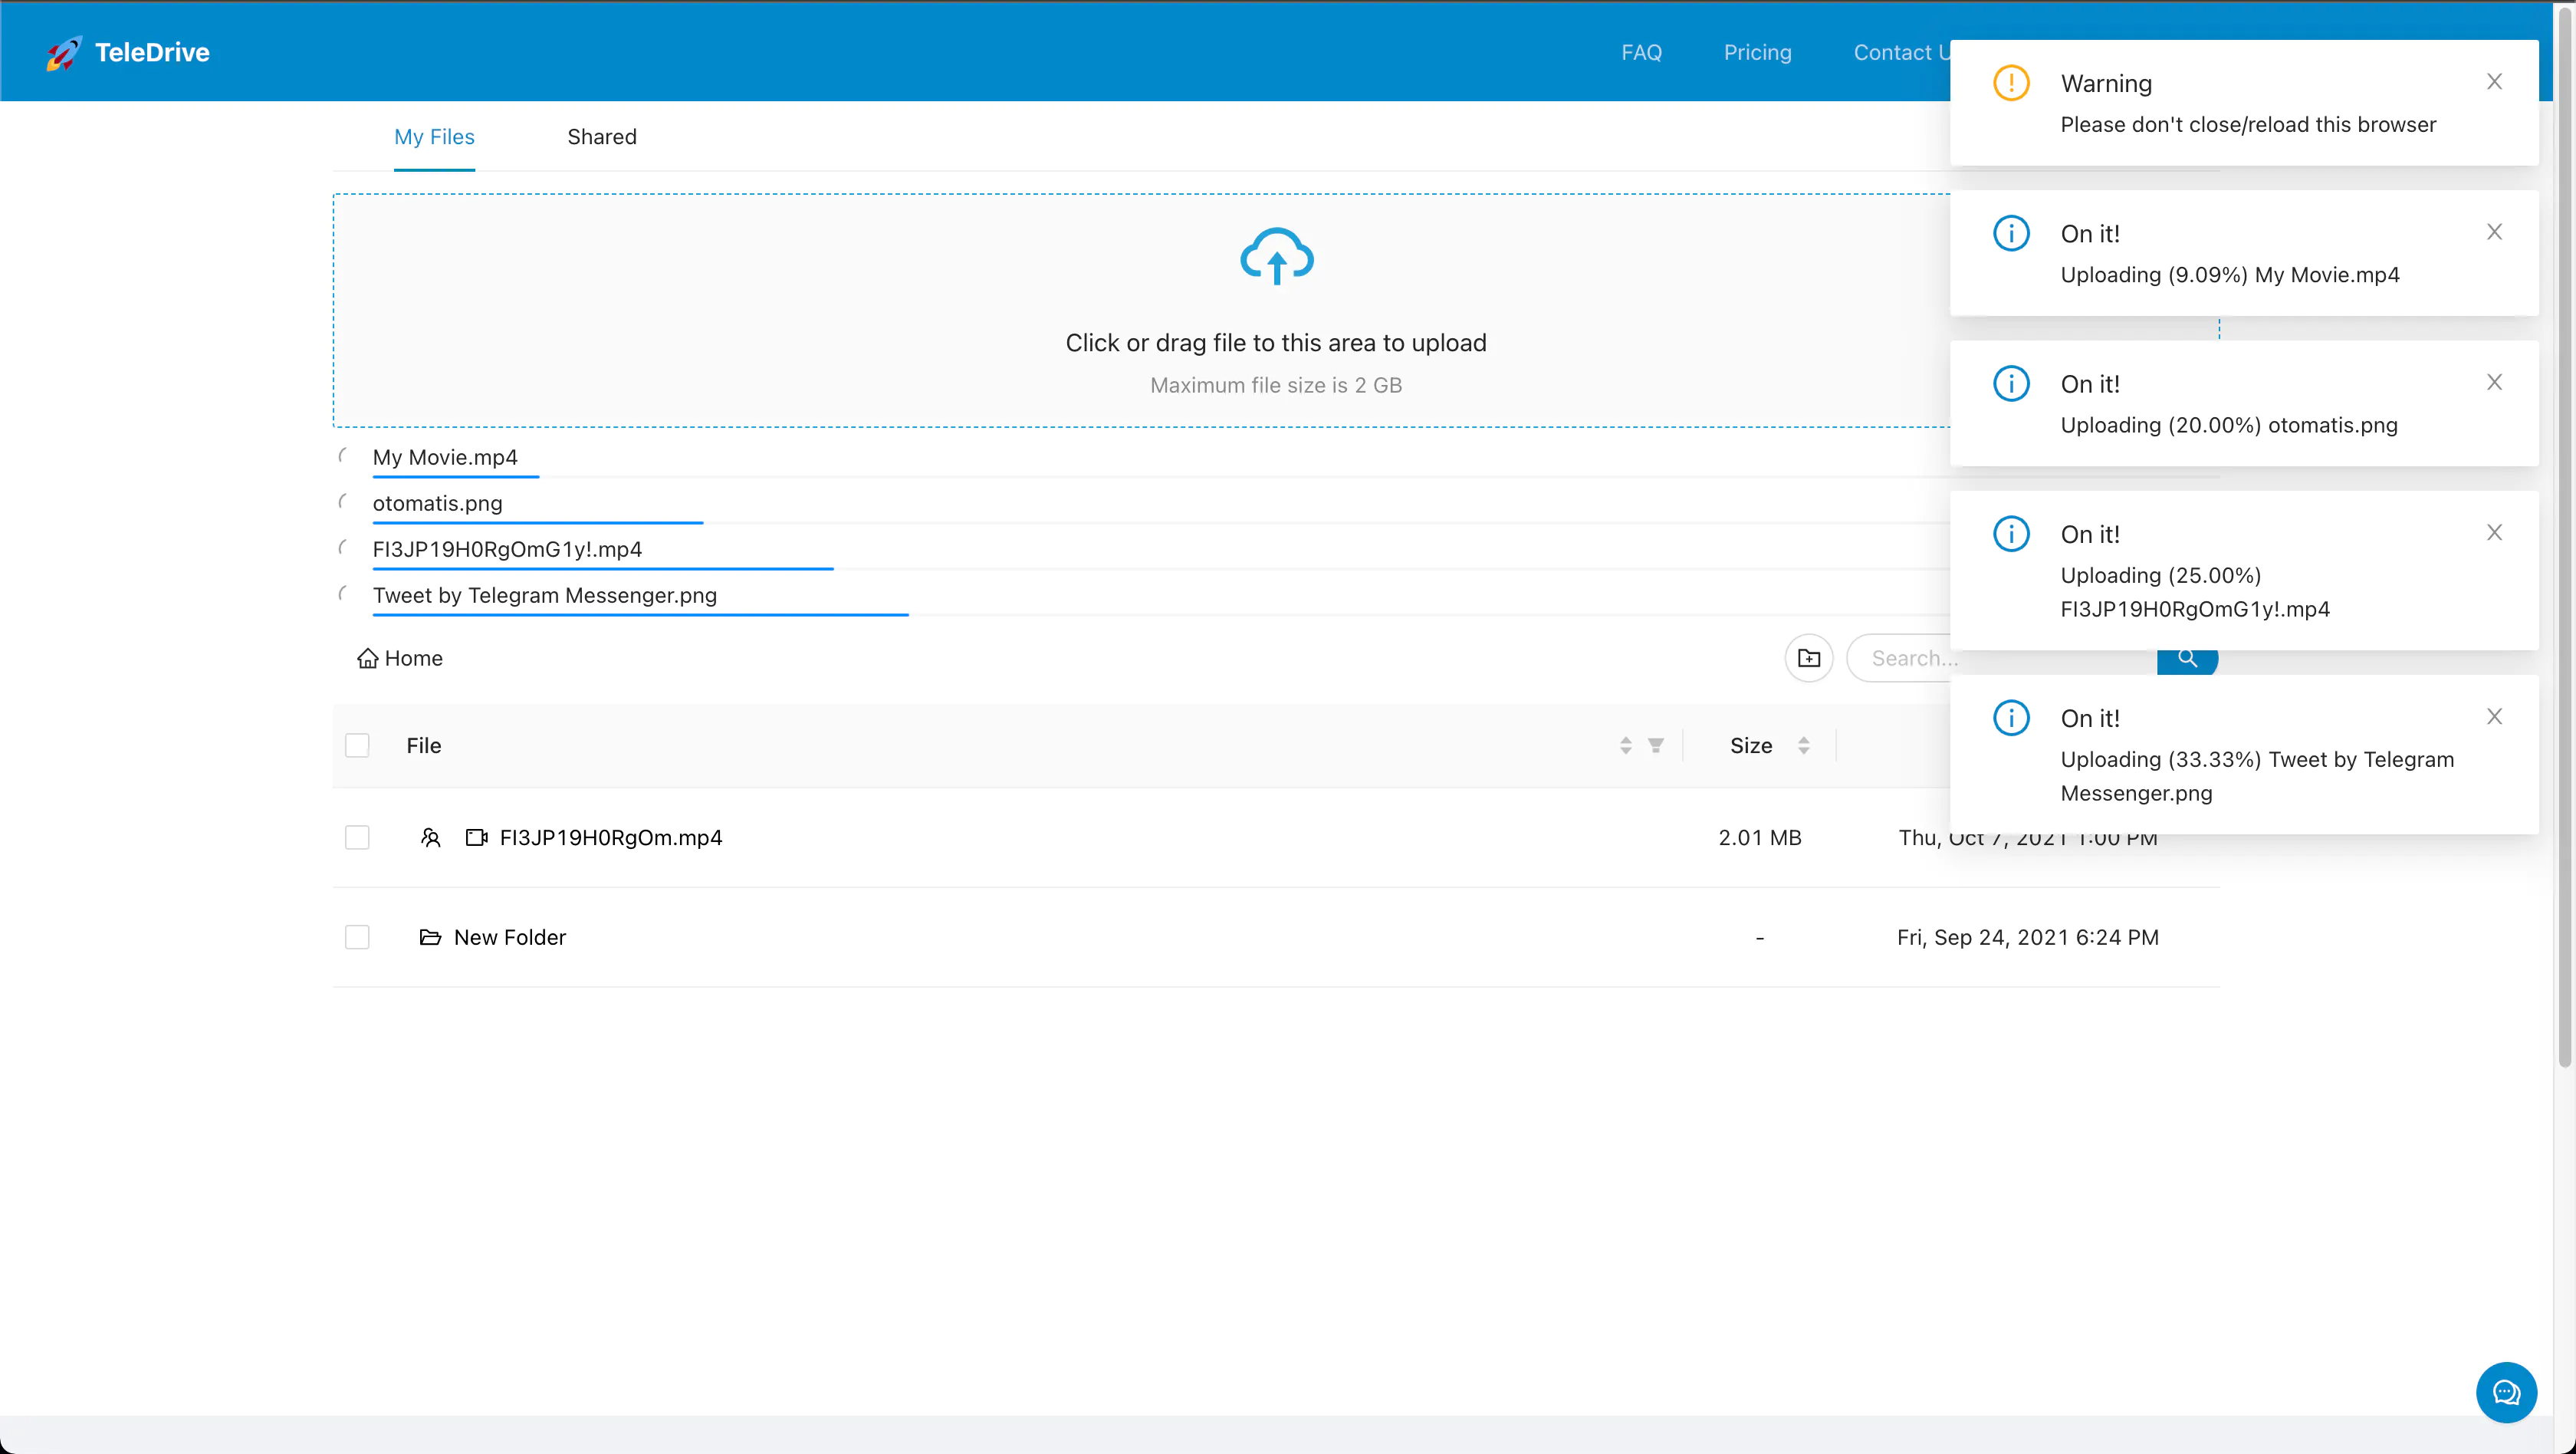 TeleDrive
FAQ
Pricing
Contact U
My Files
Shared
Click or drag file to this area to upload
Maximum file size is 2 GB
My Movie.mp4
otomatis.png
FI3JP19H0RgOmG1y!.mp4
Tweet by Telegram Messenger.png
Home
Search...
File
Size
FI3JP19H0RgOm.mp4
2.01 MB
Thu, Oct 7, 2021 1:00 PM
New Folder
-
Fri, Sep 24, 2021 6:24 PM
Warning
Please don't close/reload this browser
On it!
Uploading (9.09%) My Movie.mp4
On it!
Uploading (20.00%) otomatis.png
On it!
Uploading (25.00%)
FI3JP19H0RgOmG1y!.mp4
On it!
Uploading (33.33%) Tweet by Telegram
Messenger.png